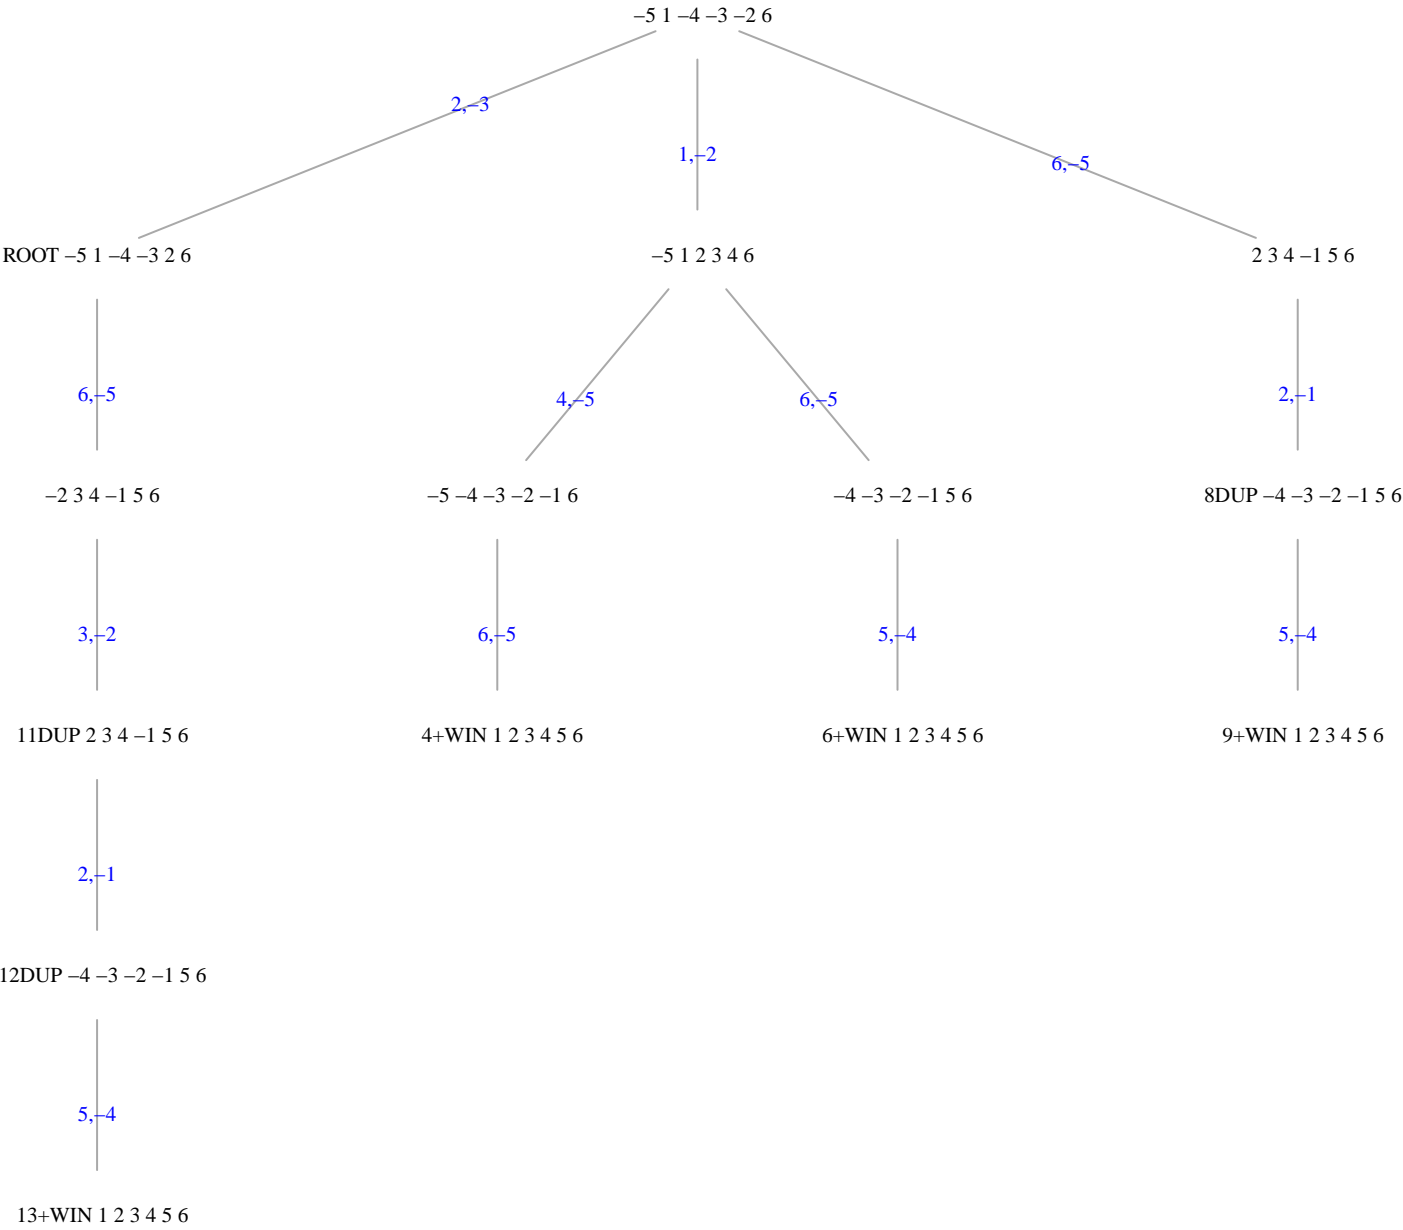 –5 1 –4 –3 –2 6
2,–3
1,–2
6,–5
ROOT –5 1 –4 –3 2 6
–5 1 2 3 4 6
2 3 4 –1 5 6
6,–5
4,–5
6,–5
2,–1
–2 3 4 –1 5 6
–5 –4 –3 –2 –1 6
–4 –3 –2 –1 5 6
8DUP –4 –3 –2 –1 5 6
3,–2
6,–5
5,–4
5,–4
11DUP 2 3 4 –1 5 6
4+WIN 1 2 3 4 5 6
6+WIN 1 2 3 4 5 6
9+WIN 1 2 3 4 5 6
2,–1
12DUP –4 –3 –2 –1 5 6
5,–4
13+WIN 1 2 3 4 5 6